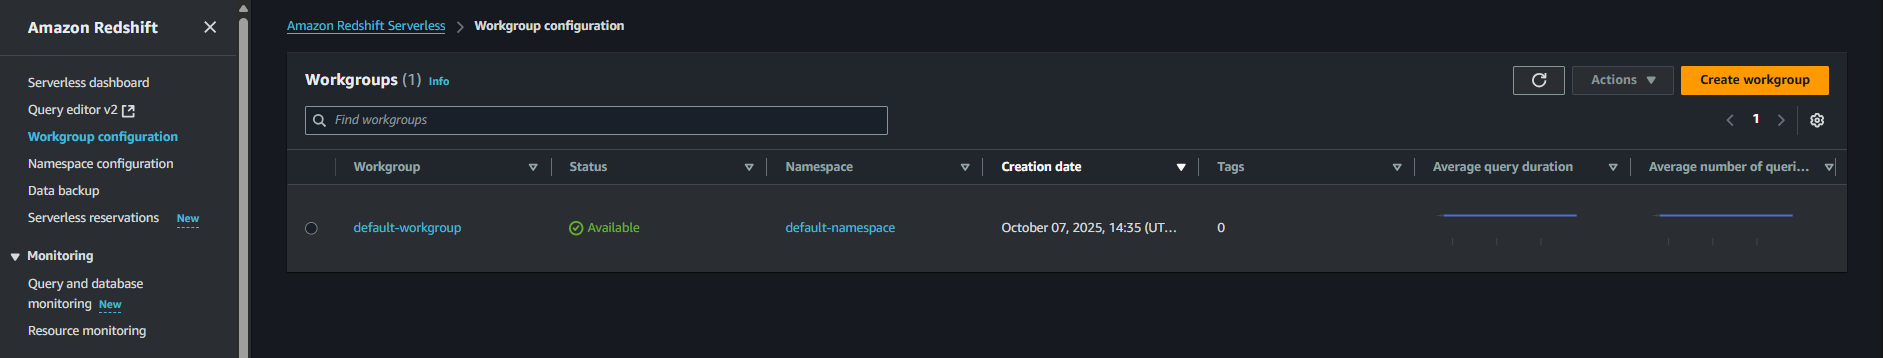 Amazon Redshift
Serverless dashboard
Query editor v2
Workgroup configuration
Namespace configuration
Data backup
Serverless reservations New
Monitoring
Query and database
monitoring New
Resource monitoring
Amazon Redshift Serverless > Workgroup configuration
Workgroups (1) Info
Actions
Create workgroup
Find workgroups
1
Workgroup Status Namespace Creation date Tags Average query duration Average number of queri...
default-workgroup Available default-namespace October 07, 2025, 14:35 (UT... 0